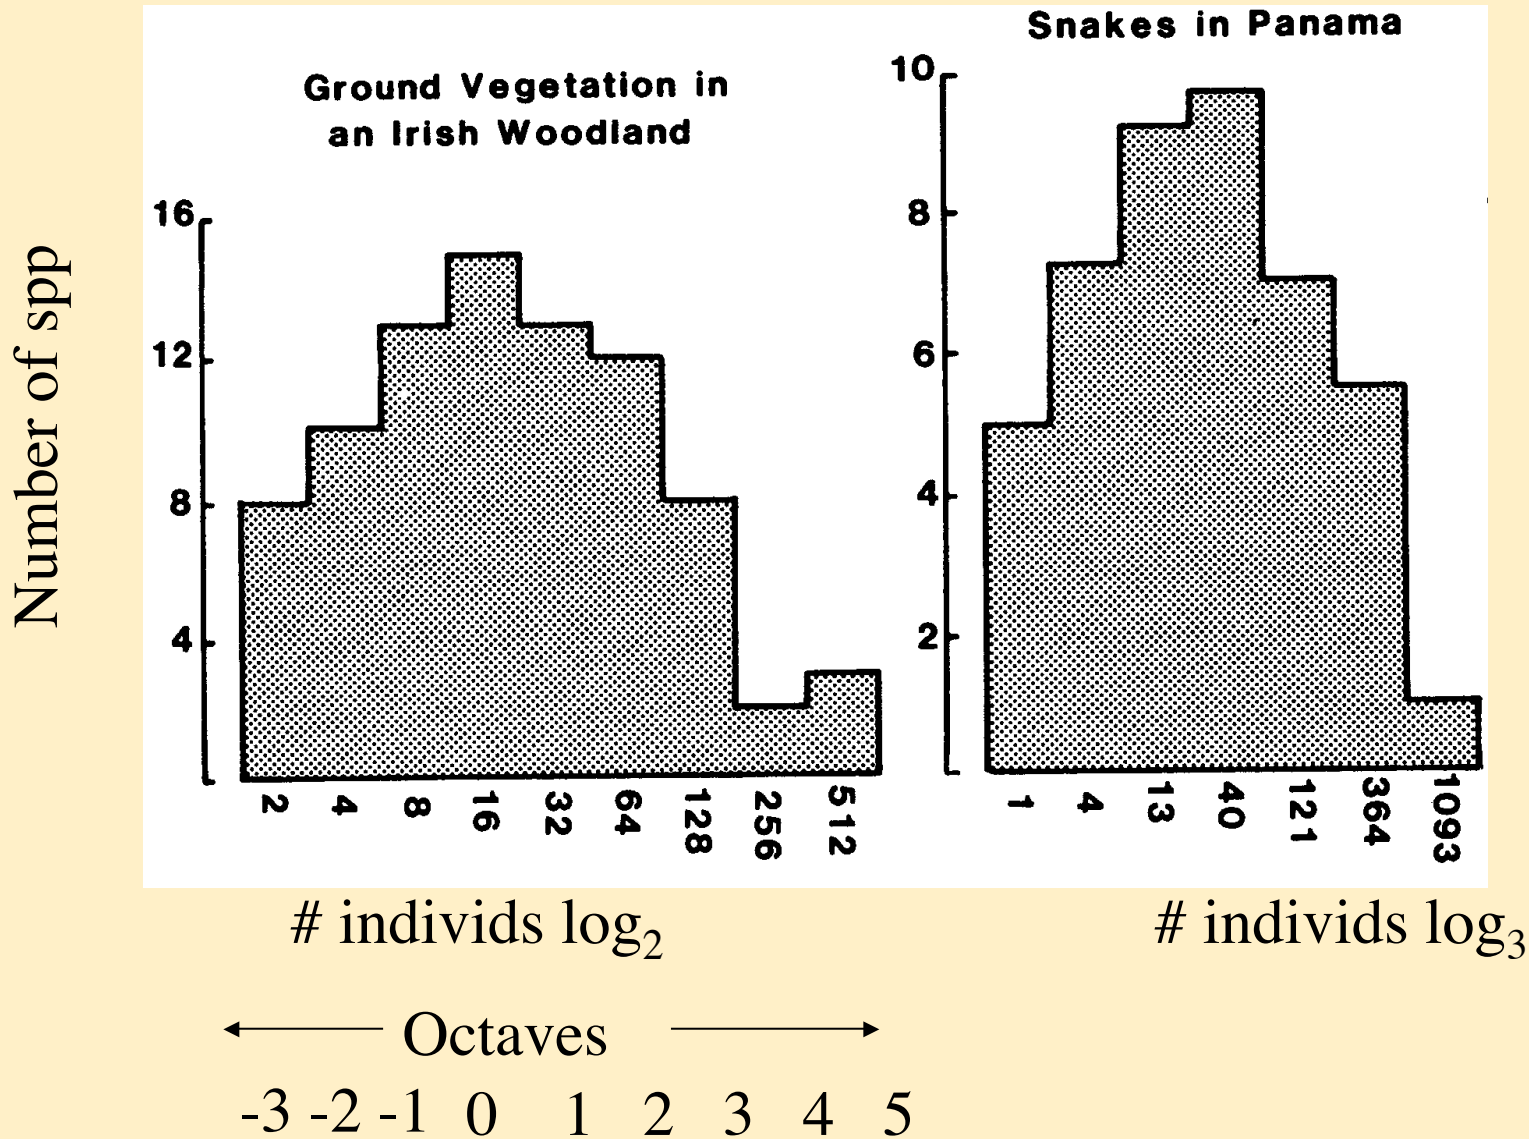 Snakes in Panama
Ground Vegetation in
an Irish Woodland
Number of spp
16
12
8
4
2 4 8 16 32 64 128 256 512
10
8
6
4
2
1 4 13 40 121 364 1093
# individs log2
# individs log3
Octaves
-3 -2 -1 0 1 2 3 4 5